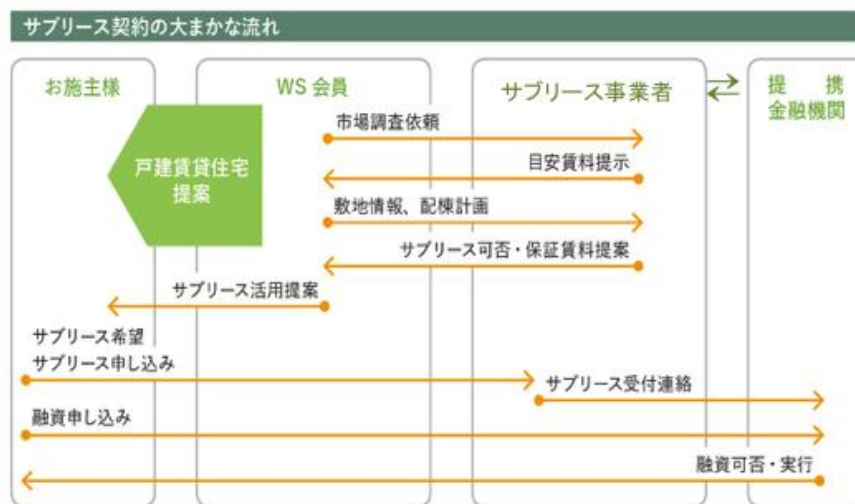 サブリース契約の大まかな流れ
お施主様
WS 会員
サブリース事業者
提 携
金融機関
戸建賃貸住宅
提案
市場調査依頼
目安賃料提示
敷地情報、配棟計画
サブリース可否・保証賃料提案
サブリース活用提案
サブリース希望
サブリース申し込み
サブリース受付連絡
融資申し込み
融資可否・実行